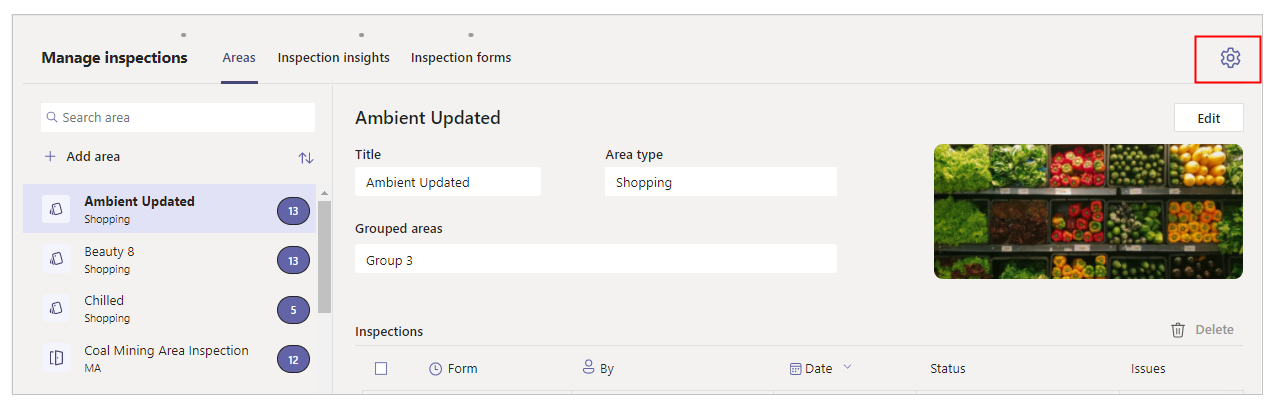 Manage inspections Areas Inspection insights Inspection forms
Search area
Add area
Ambient Updated
Shopping
13
Beauty 8
Shopping
13
Chilled
Shopping
5
Coal Mining Area Inspection
MA
12
Ambient Updated
Edit
Title Area type
Ambient Updated Shopping
Grouped areas
Group 3
Inspections Delete
Form By Date Status Issues